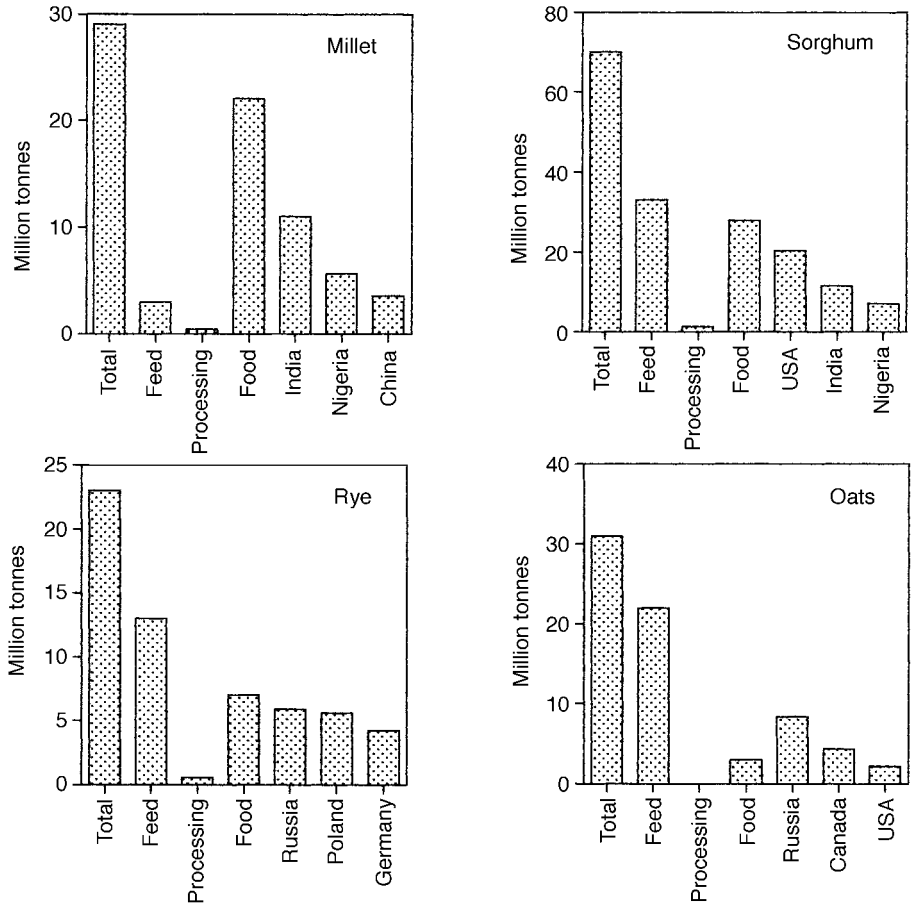 Millet
Million tonnes
30
20
10
0
Total
Feed
Processing
Food
India
Nigeria
China
Sorghum
Million tonnes
80
60
40
20
0
Total
Feed
Processing
Food
USA
India
Nigeria
Rye
Million tonnes
25
20
15
10
5
0
Total
Feed
Processing
Food
Russia
Poland
Germany
Oats
Million tonnes
40
30
20
10
0
Total
Feed
Processing
Food
Russia
Canada
USA